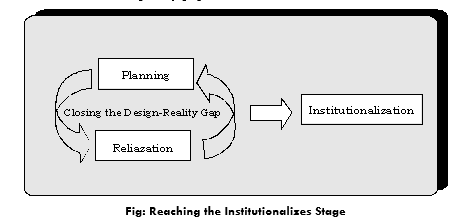 Planning
Closing the Design-Reality Gap
Institutionalization
Reliazation
Fig: Reaching the Institutionalizes Stage